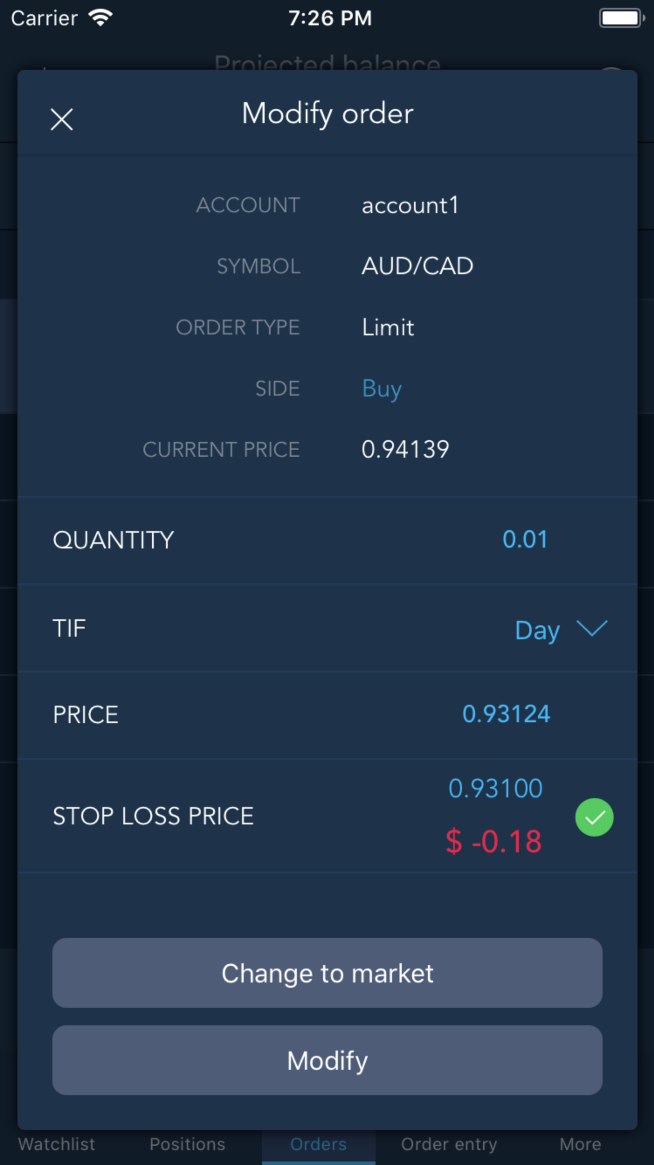 Carrier 7:26 PM
Projected balance
Modify order
ACCOUNT account1
SYMBOL AUD/CAD
ORDER TYPE Limit
SIDE Buy
CURRENT PRICE 0.94139
QUANTITY 0.01
TIF Day
PRICE 0.93124
0.93100
STOP LOSS PRICE
$ -0.18
Change to market
Modify
Watchlist Positions Orders Order entry More